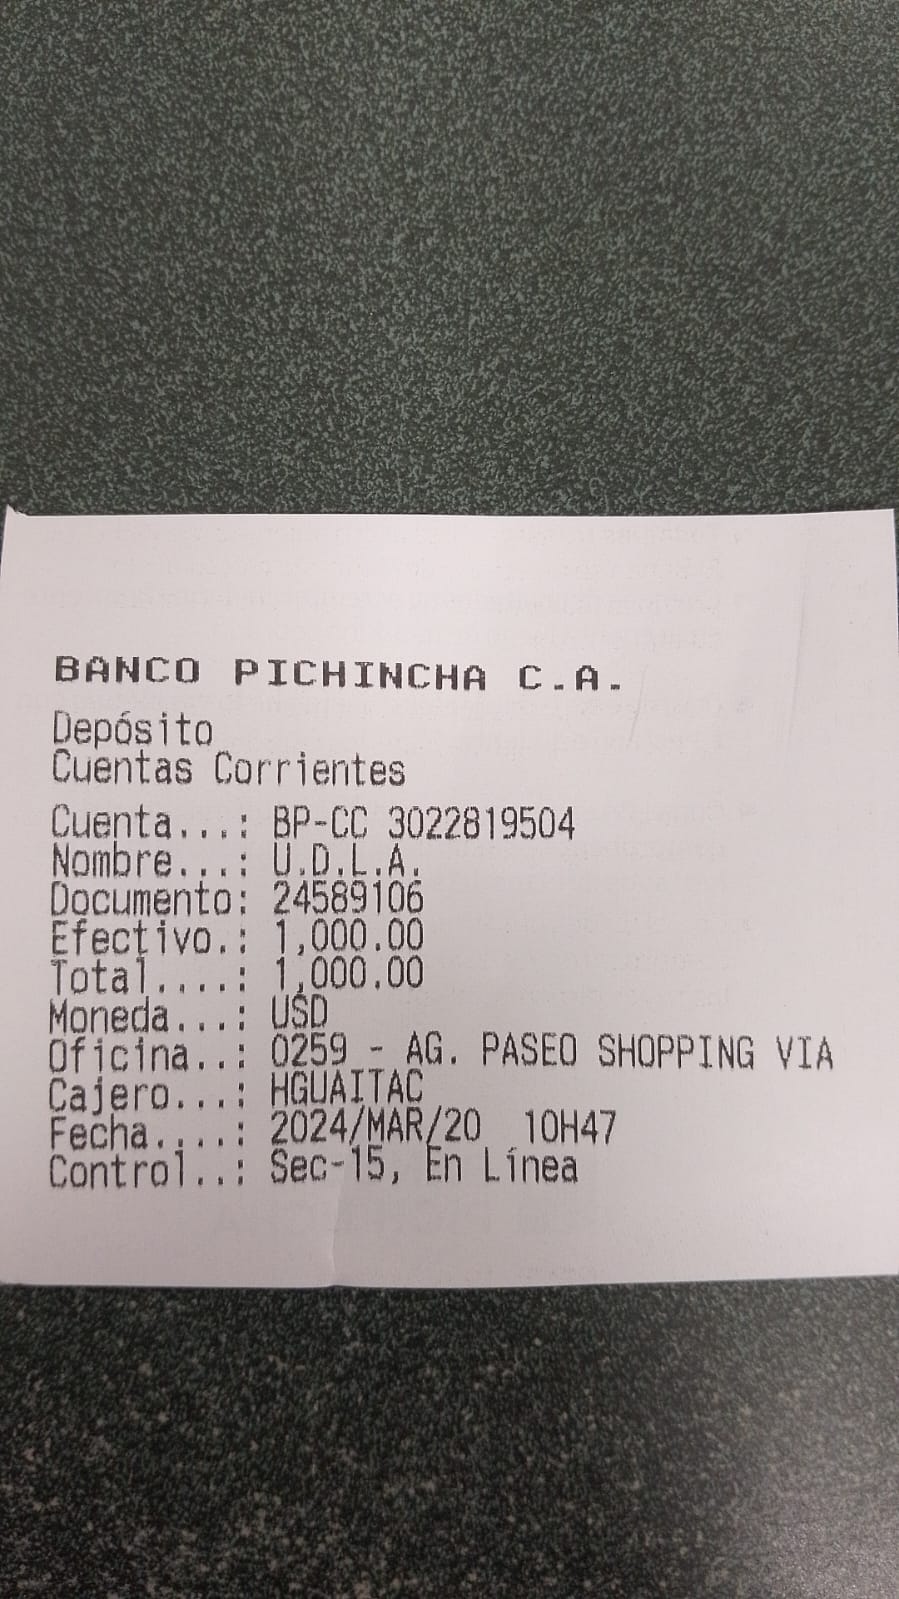 BANCO PICHINCHA C.A.
Depósito
Cuentas Corrientes
Cuenta...: BP-CC 3022819504
Nombre...: U.D.L.A.
Documento: 24589106
Efectivo.: 1,000.00
Total....: 1,000.00
Moneda...: USD
Oficina..: 0259 - AG. PASEO SHOPPING VIA
Cajero...: HGUAITAC
Fecha....: 2024/MAR/20 10H47
Control..: Sec-15, En Línea